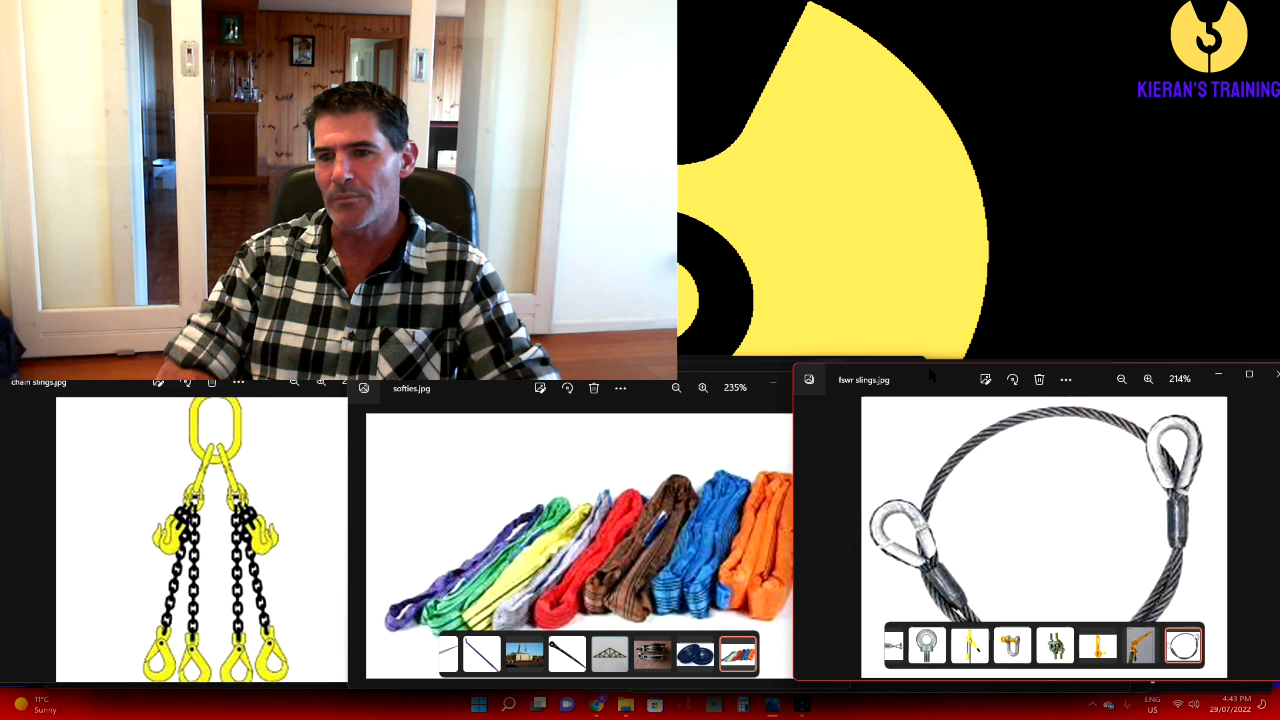 KIERAN'S TRAINING
chain slings.jpg
softies.jpg
235%
fswr slings.jpg
214%
11°C
Sunny
ENG
US
4:43 PM
29/07/2022